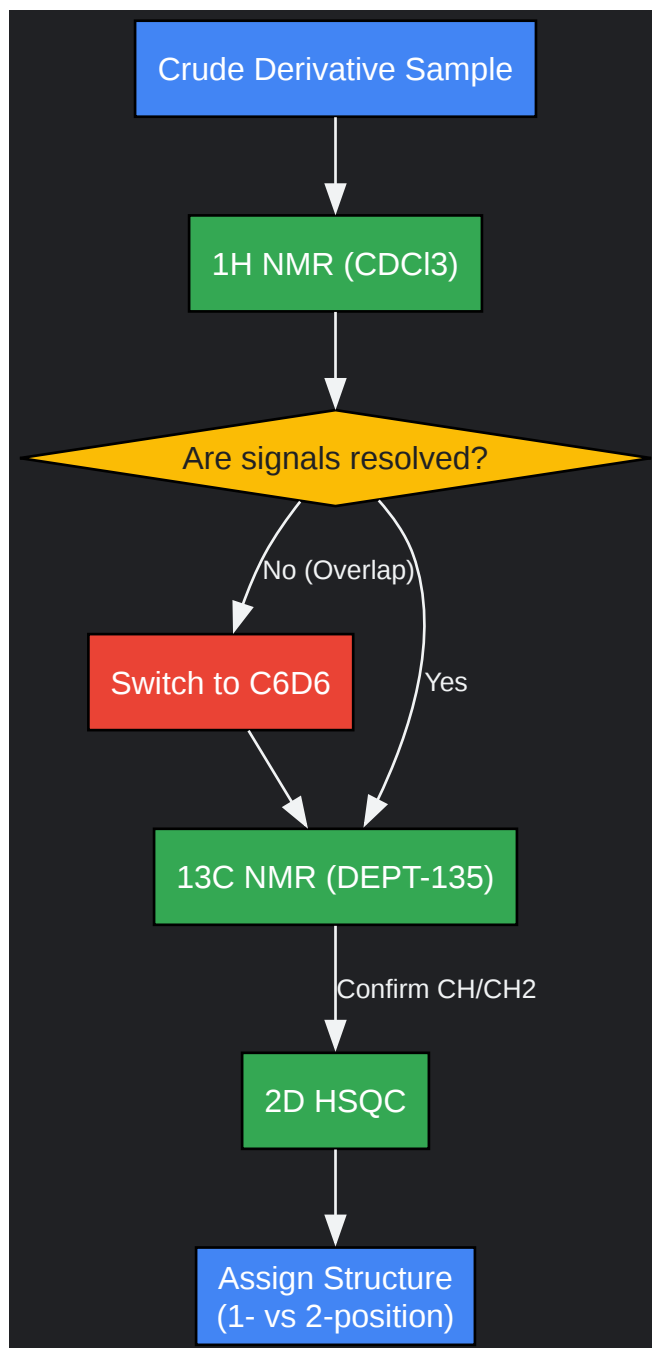 Crude Derivative Sample
1H NMR (CDCl3)
Are signals resolved?
No (Overlap)
Switch to C6D6
Yes
13C NMR (DEPT-135)
Confirm CH/CH2
2D HSQC
Assign Structure
(1- vs 2-position)